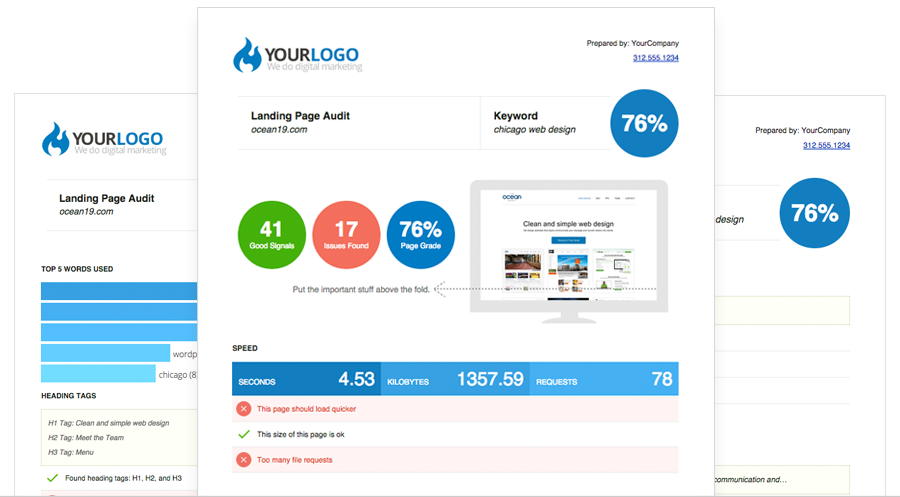 YOURLOGO
We do digital marketing
Prepared by: YourCompany
312.555.1234
Landing Page Audit
ocean19.com
Keyword
chicago web design
76%
41
Good Signals
17
Issues Found
76%
Page Grade
ocean
Clean and simple web design
Put the important stuff above the fold.
SPEED
SECONDS 4.53 KILOBYTES 1357.59 REQUESTS 78
This page should load quicker
This size of this page is ok
Too many file requests
YOURLOGO
We do digital marketing
Landing Page Audit
ocean19.com
TOP 5 WORDS USED
wordp
chicago (8)
HEADING TAGS
H1 Tag: Clean and simple web design
H2 Tag: Meet the Team
H3 Tag: Menu
Found heading tags: H1, H2, and H3
Prepared by: YourCompany
312.555.1234
design
76%
communication and...